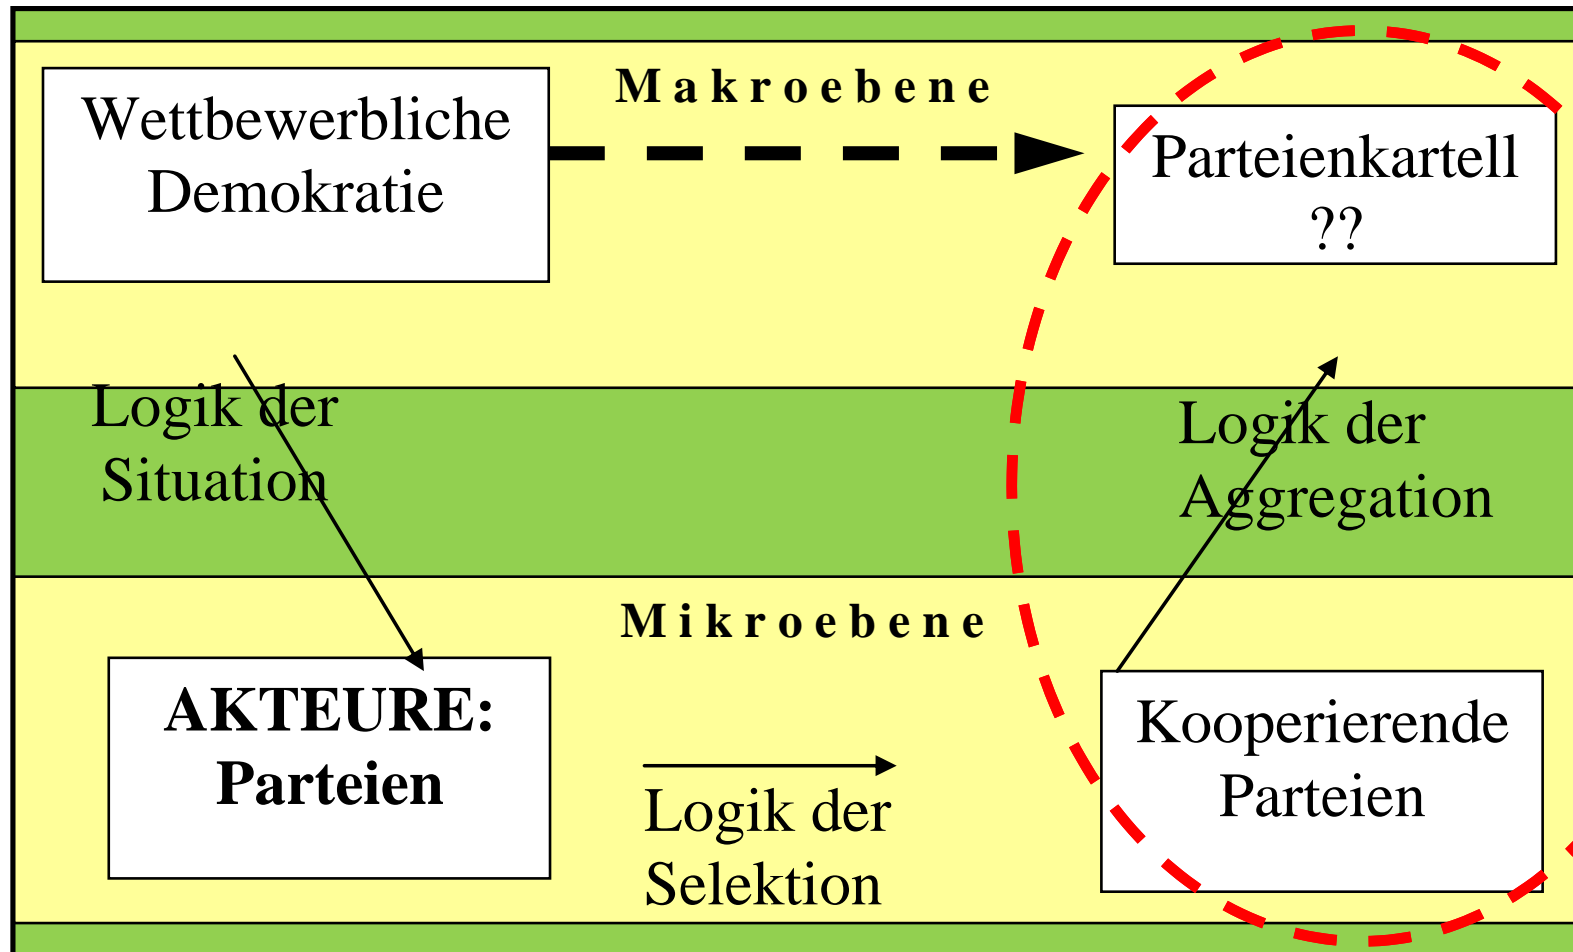 Makroebene
Wettbewerbliche
Demokratie
Parteienkartell
??
Logik der
Situation
Logik der
Aggregation
Mikroebene
AKTEURE:
Parteien
Logik der
Selektion
Kooperierende
Parteien